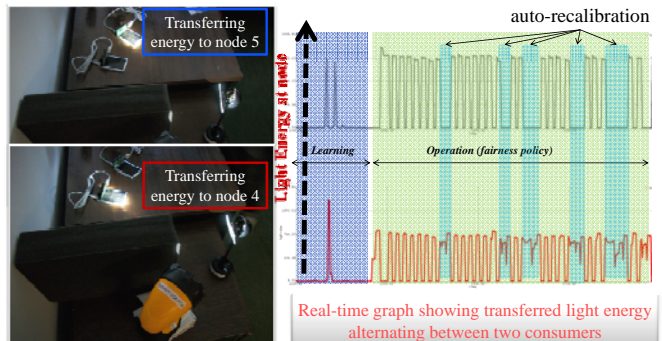 Transferring
energy to node 5
Transferring
energy to node 4
Light Energy at node
auto-recalibration
Learning
Operation (fairness policy)
Real-time graph showing transferred light energy
alternating between two consumers